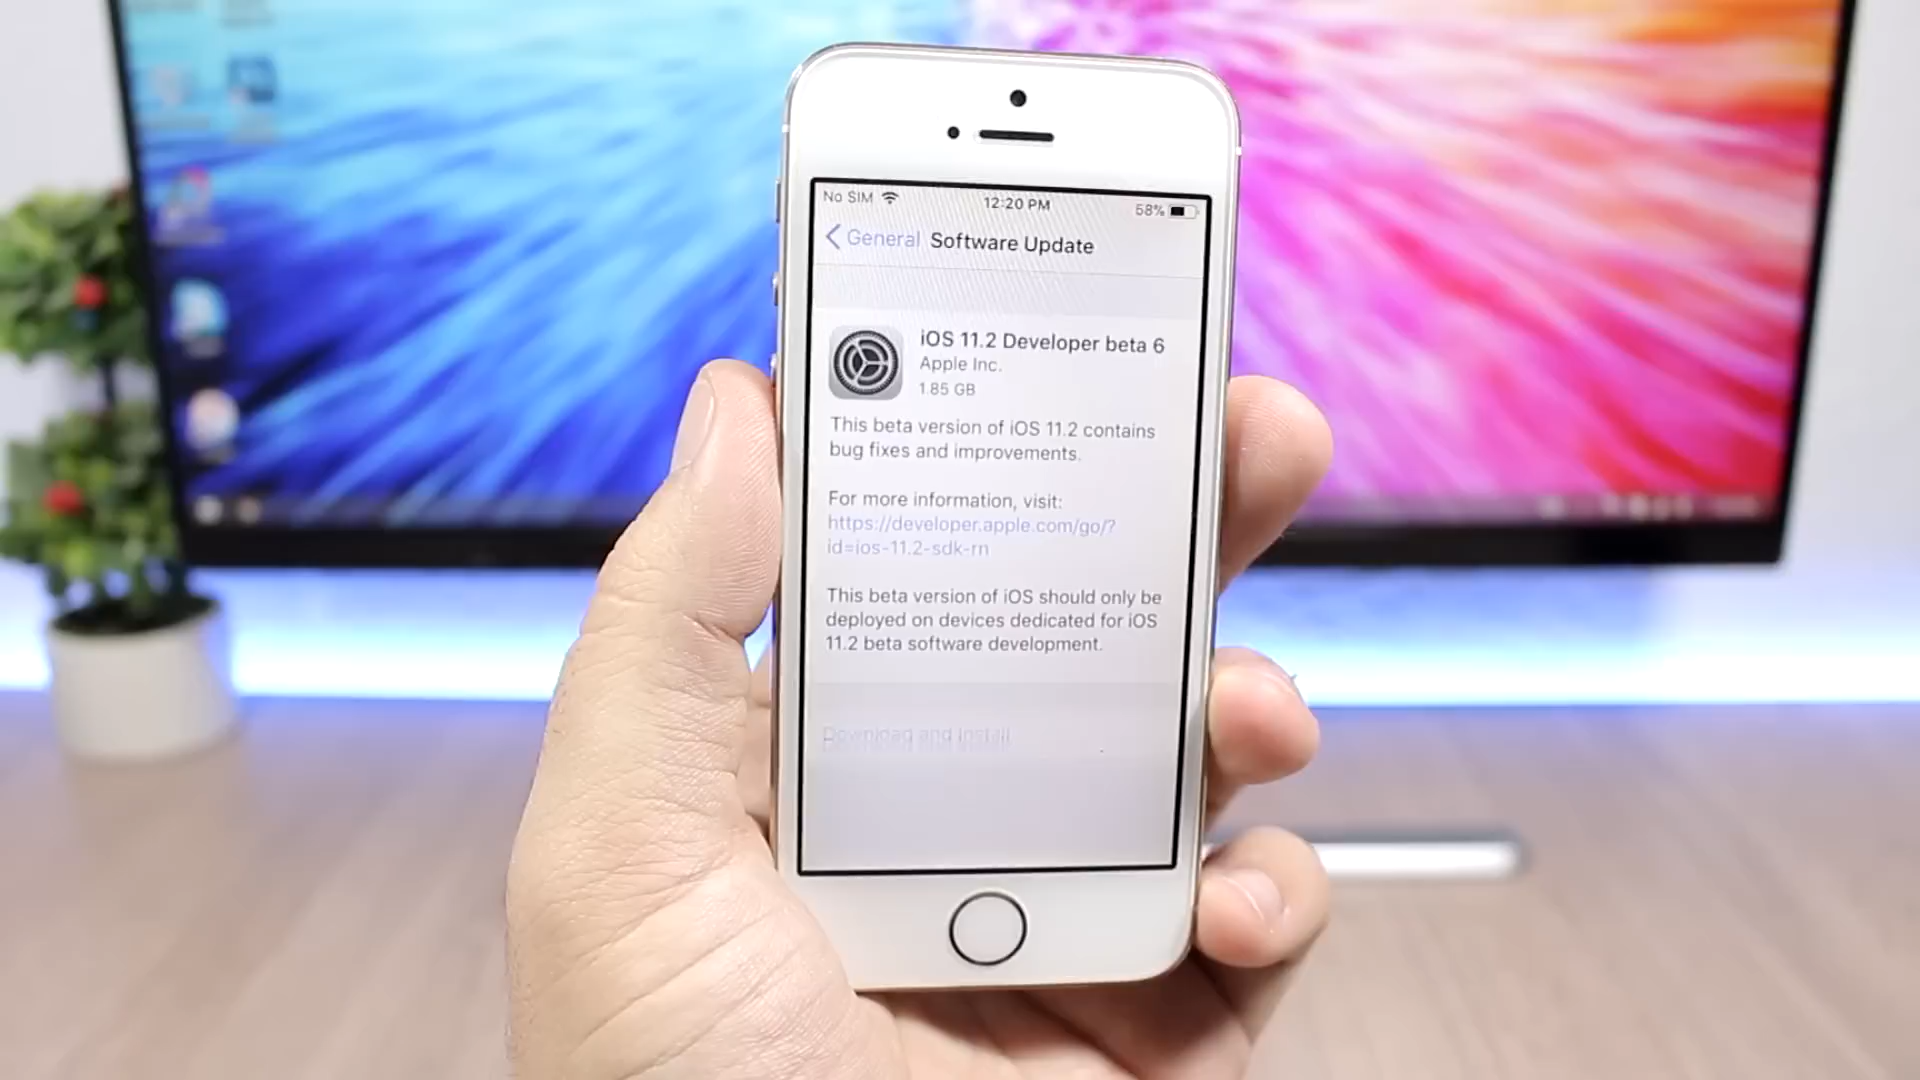 No SIM 12:20 PM 58%
General Software Update
iOS 11.2 Developer beta 6
Apple Inc.
1.85 GB
This beta version of iOS 11.2 contains
bug fixes and improvements.
For more information, visit:
https://developer.apple.com/go/?
id=ios-11.2-sdk-rn
This beta version of iOS should only be
deployed on devices dedicated for iOS
11.2 beta software development.
Download and Install